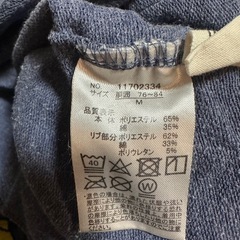 NO 11702334
サイズ 胴囲 76~84
M
品質表示
本体 ポリエステル 65%
綿 35%
リブ部分 ポリエステル 62%
綿 33%
ポリウレタン 5%
40
W